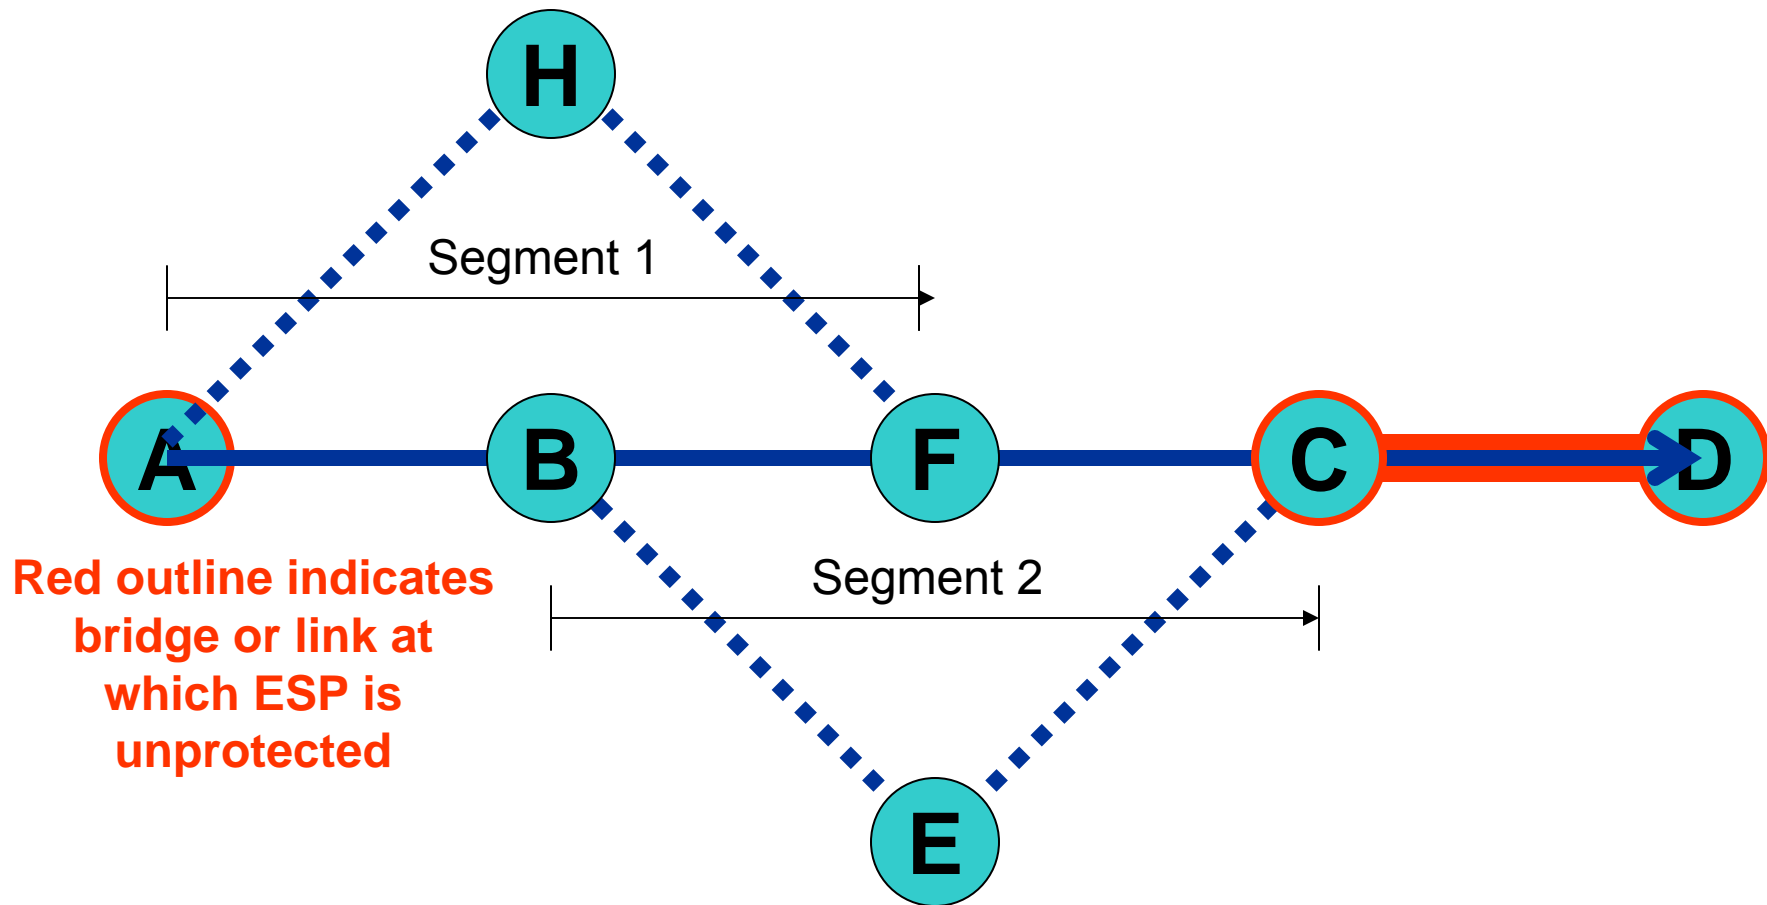 H
Segment 1
A
B
F
C
D
Red outline indicates
bridge or link at
which ESP is
unprotected
Segment 2
E